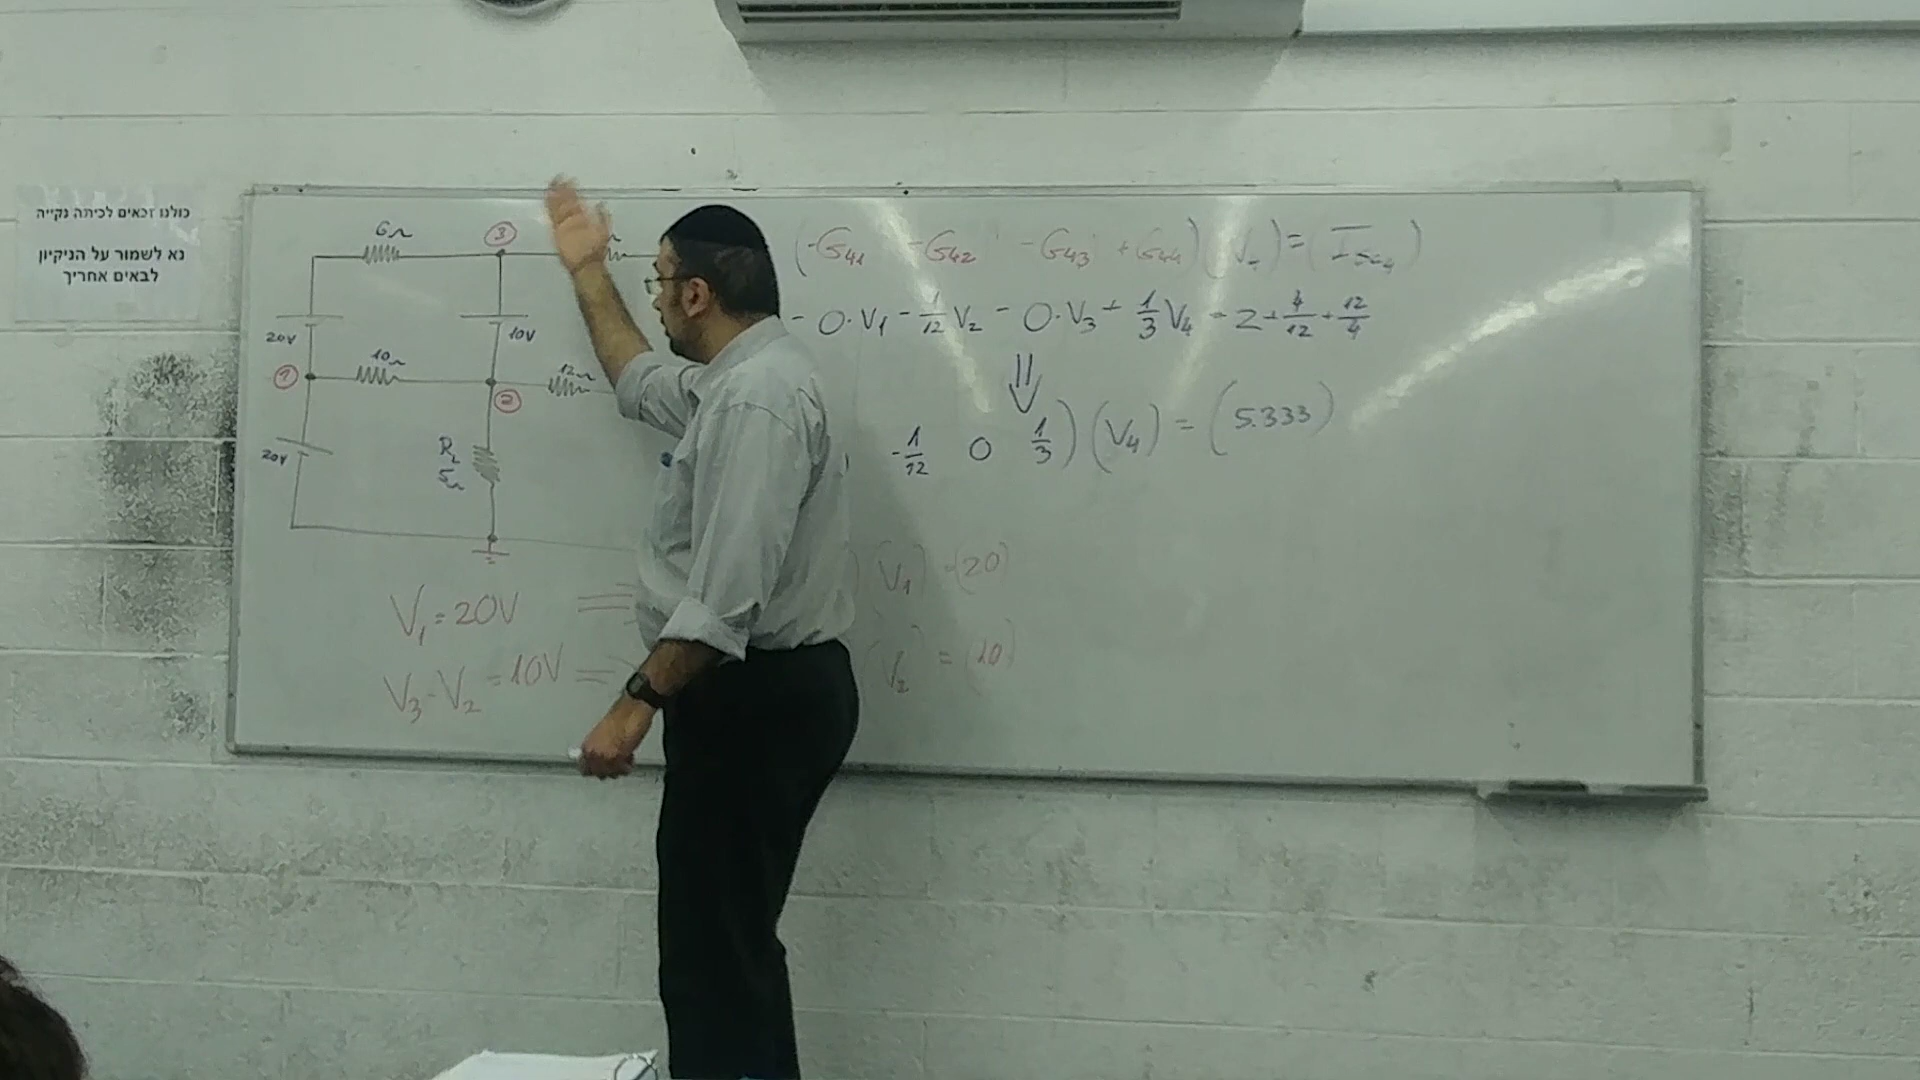 כולנו זכאים לכיתה נקייה
נא לשמור על הניקיון
לבאים אחריך
6Ω
3
20V
10V
10Ω
12Ω
1
2
20V
R_L
5Ω
V₁=20V
V₃-V₂=10V
(-G₄₁ -G₄₂ -G₄₃ +G₄₄)( ) = (I )
- 0·V₁ - 1/12 V₂ - 0·V₃ + 1/3 V₄ = 2 + 4/12 + 12/4
⇓
-1/12 0 1/3) (V₄) = (5.333)
) (V₁) = (20)
(V₂) = (10)